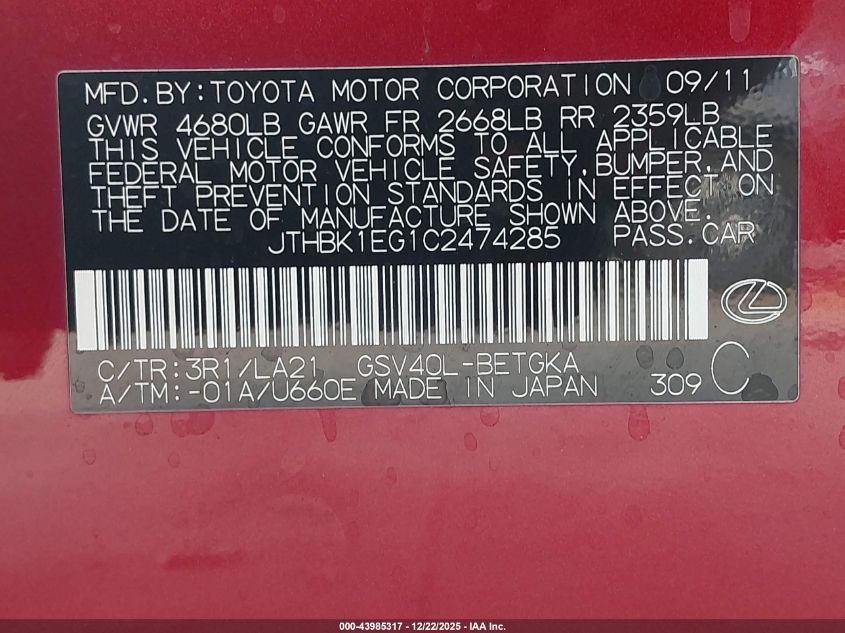 MFD.BY:TOYOTA MOTOR CORPORATION 09/11
GVWR 4680LB GAWR FR 2668LB RR 2359LB
THIS VEHICLE CONFORMS TO ALL APPLICABLE
FEDERAL MOTOR VEHICLE SAFETY,BUMPER,AND
THEFT PREVENTION STANDARDS IN EFFECT ON
THE DATE OF MANUFACTURE SHOWN ABOVE.
JTHBK1EG1C2474285 PASS.CAR
C/TR:3R1/LA21 GSV40L-BETGKA
A/TM:-01A/U660E MADE IN JAPAN 309 C
000-43985317 • 12/22/2025 • IAA Inc.